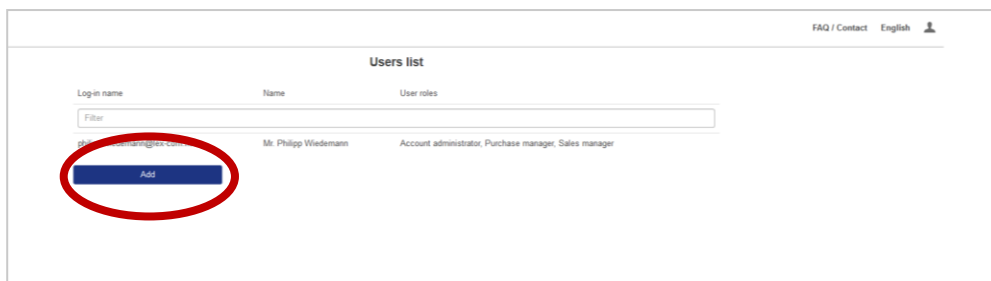 FAQ / Contact English
Users list
Log-in name Name User roles
Filter
Mr. Philipp Wiedemann Account administrator, Purchase manager, Sales manager
Add